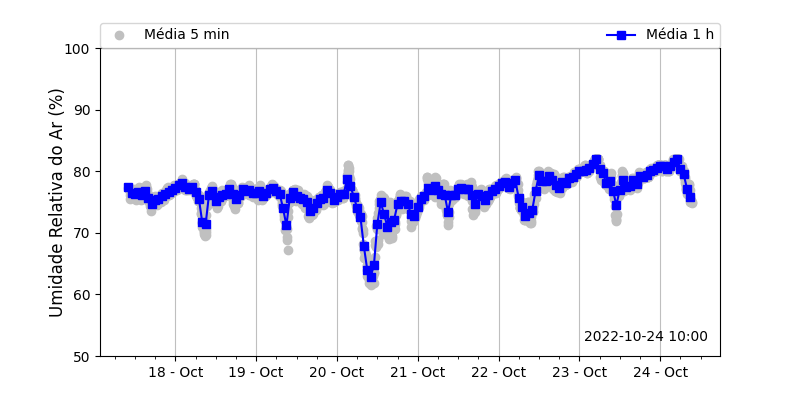 Média 5 min
Média 1 h
100
90
80
70
60
50
Umidade Relativa do Ar (%)
2022-10-24 10:00
18 - Oct
19 - Oct
20 - Oct
21 - Oct
22 - Oct
23 - Oct
24 - Oct